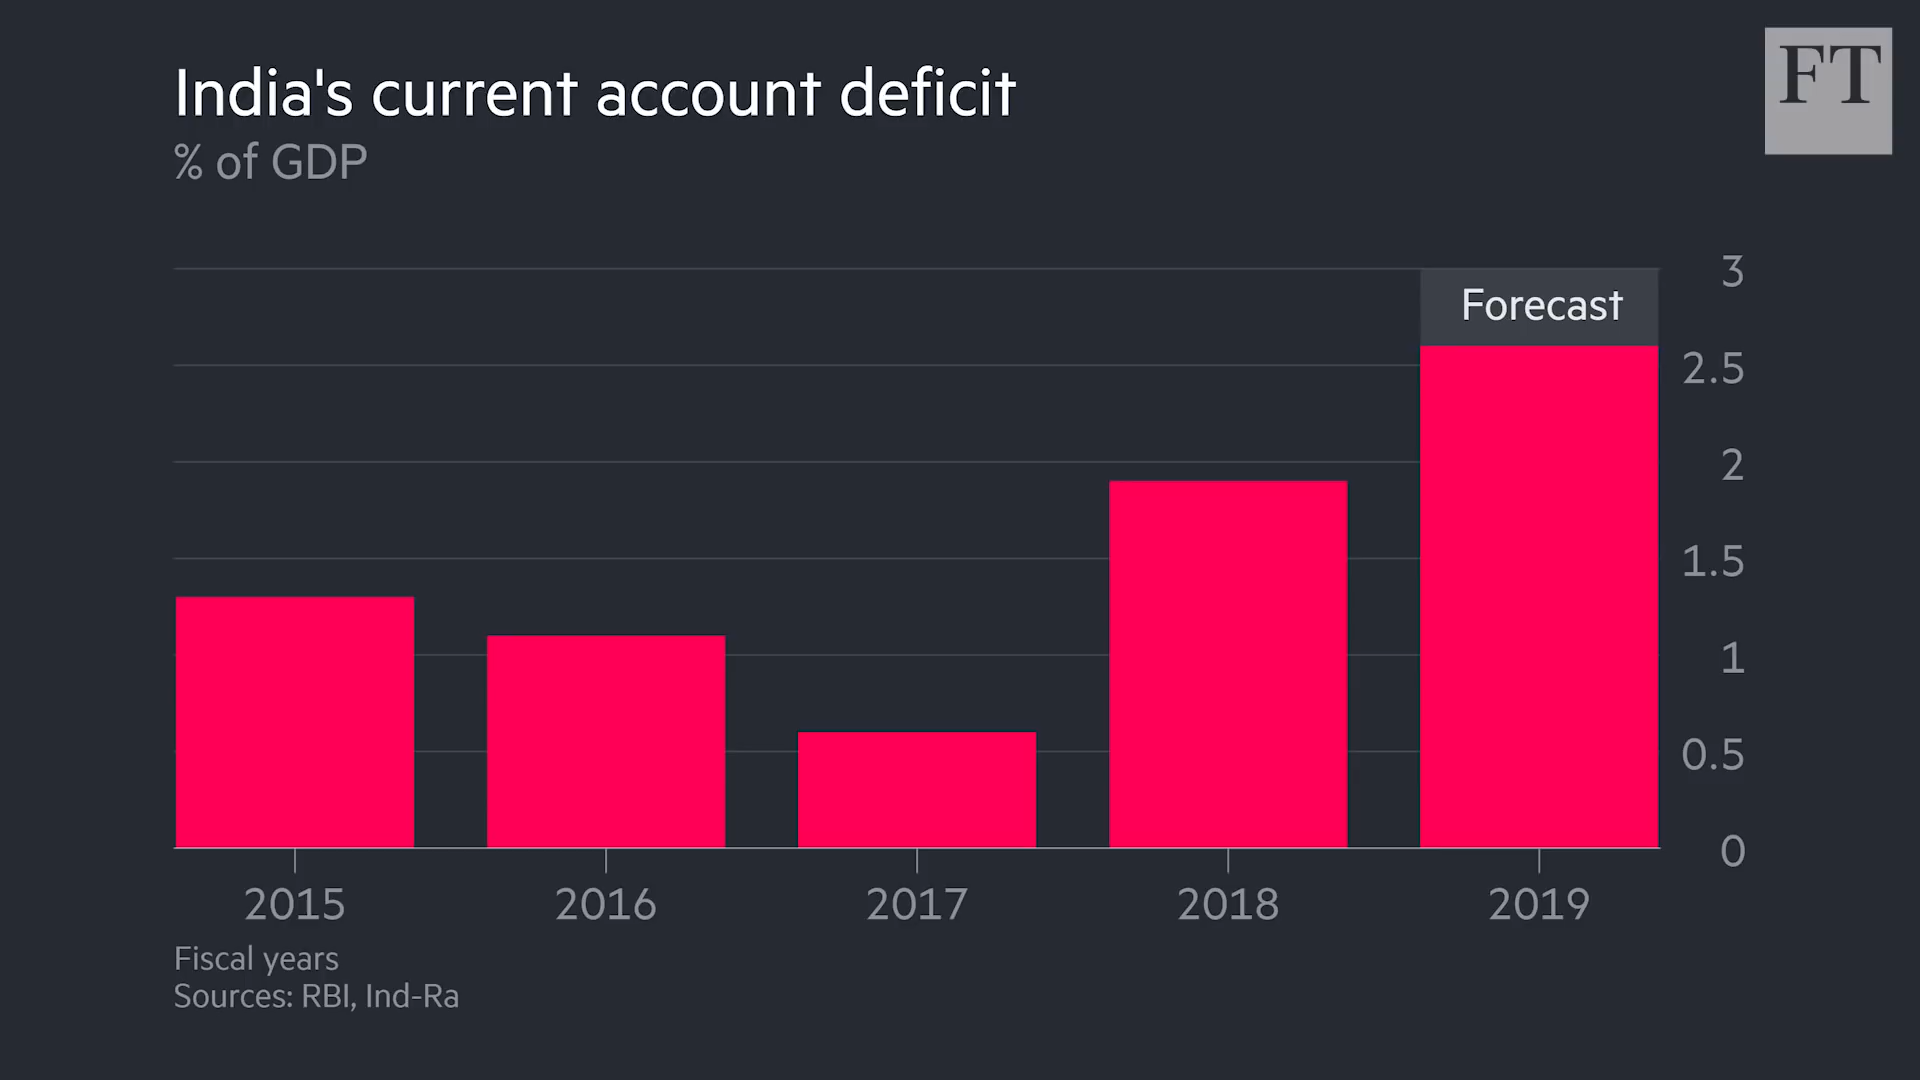 India's current account deficit
% of GDP
FT
Forecast
3
2.5
2
1.5
1
0.5
0
2015
2016
2017
2018
2019
Fiscal years
Sources: RBI, Ind-Ra